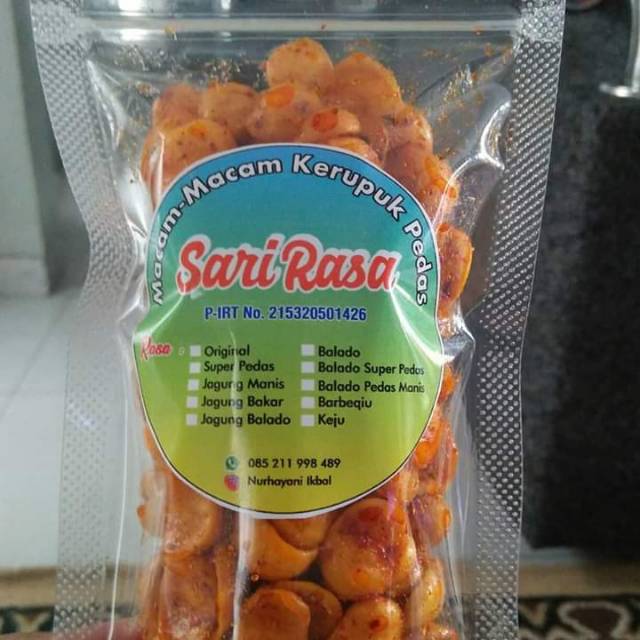 Macam-Macam Kerupuk Pedas
Sari Rasa
P-IRT No. 215320501426
Rasa :
Original
Super Pedas
Jagung Manis
Jagung Bakar
Jagung Balado
Balado
Balado Super Pedas
Balado Pedas Manis
Barbeqiu
Keju
085 211 998 489
Nurhayani Ikbal